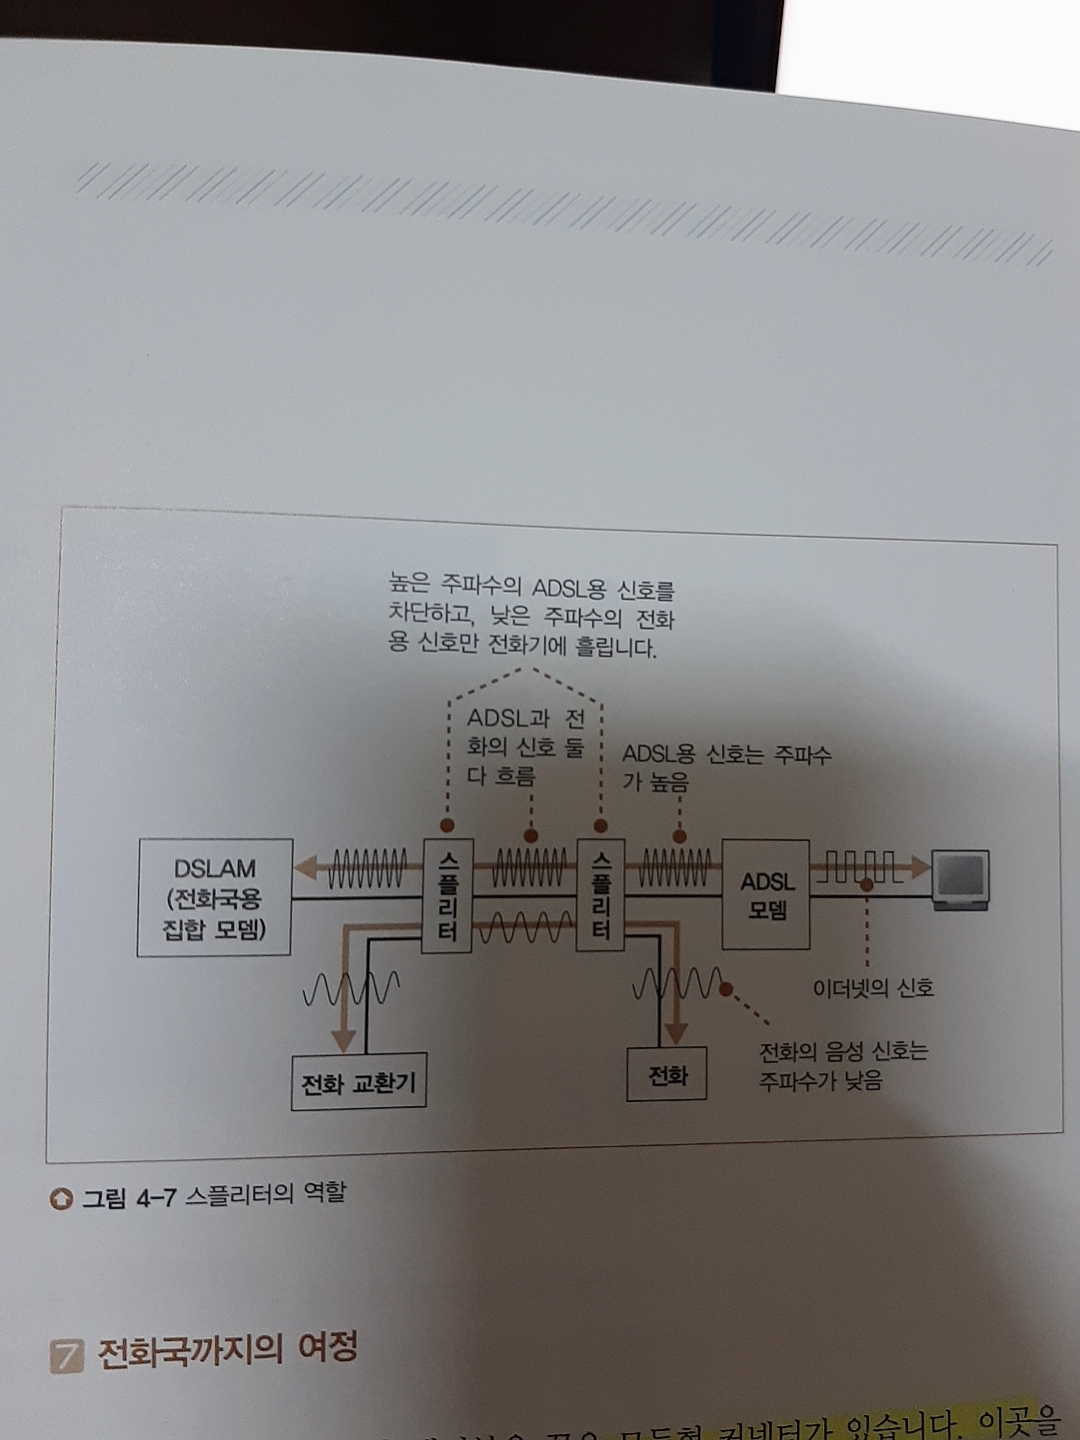 높은 주파수의 ADSL용 신호를
차단하고, 낮은 주파수의 전화
용 신호만 전화기에 흘립니다.
ADSL과 전
화의 신호 둘
다 흐름
ADSL용 신호는 주파수
가 높음
DSLAM
(전화국용
집합 모뎀)
스플리터
스플리터
ADSL
모뎀
이더넷의 신호
전화의 음성 신호는
주파수가 낮음
전화 교환기
전화
그림 4-7 스플리터의 역할
7 전화국까지의 여정
모듈형 커넥터가 있습니다. 이곳을